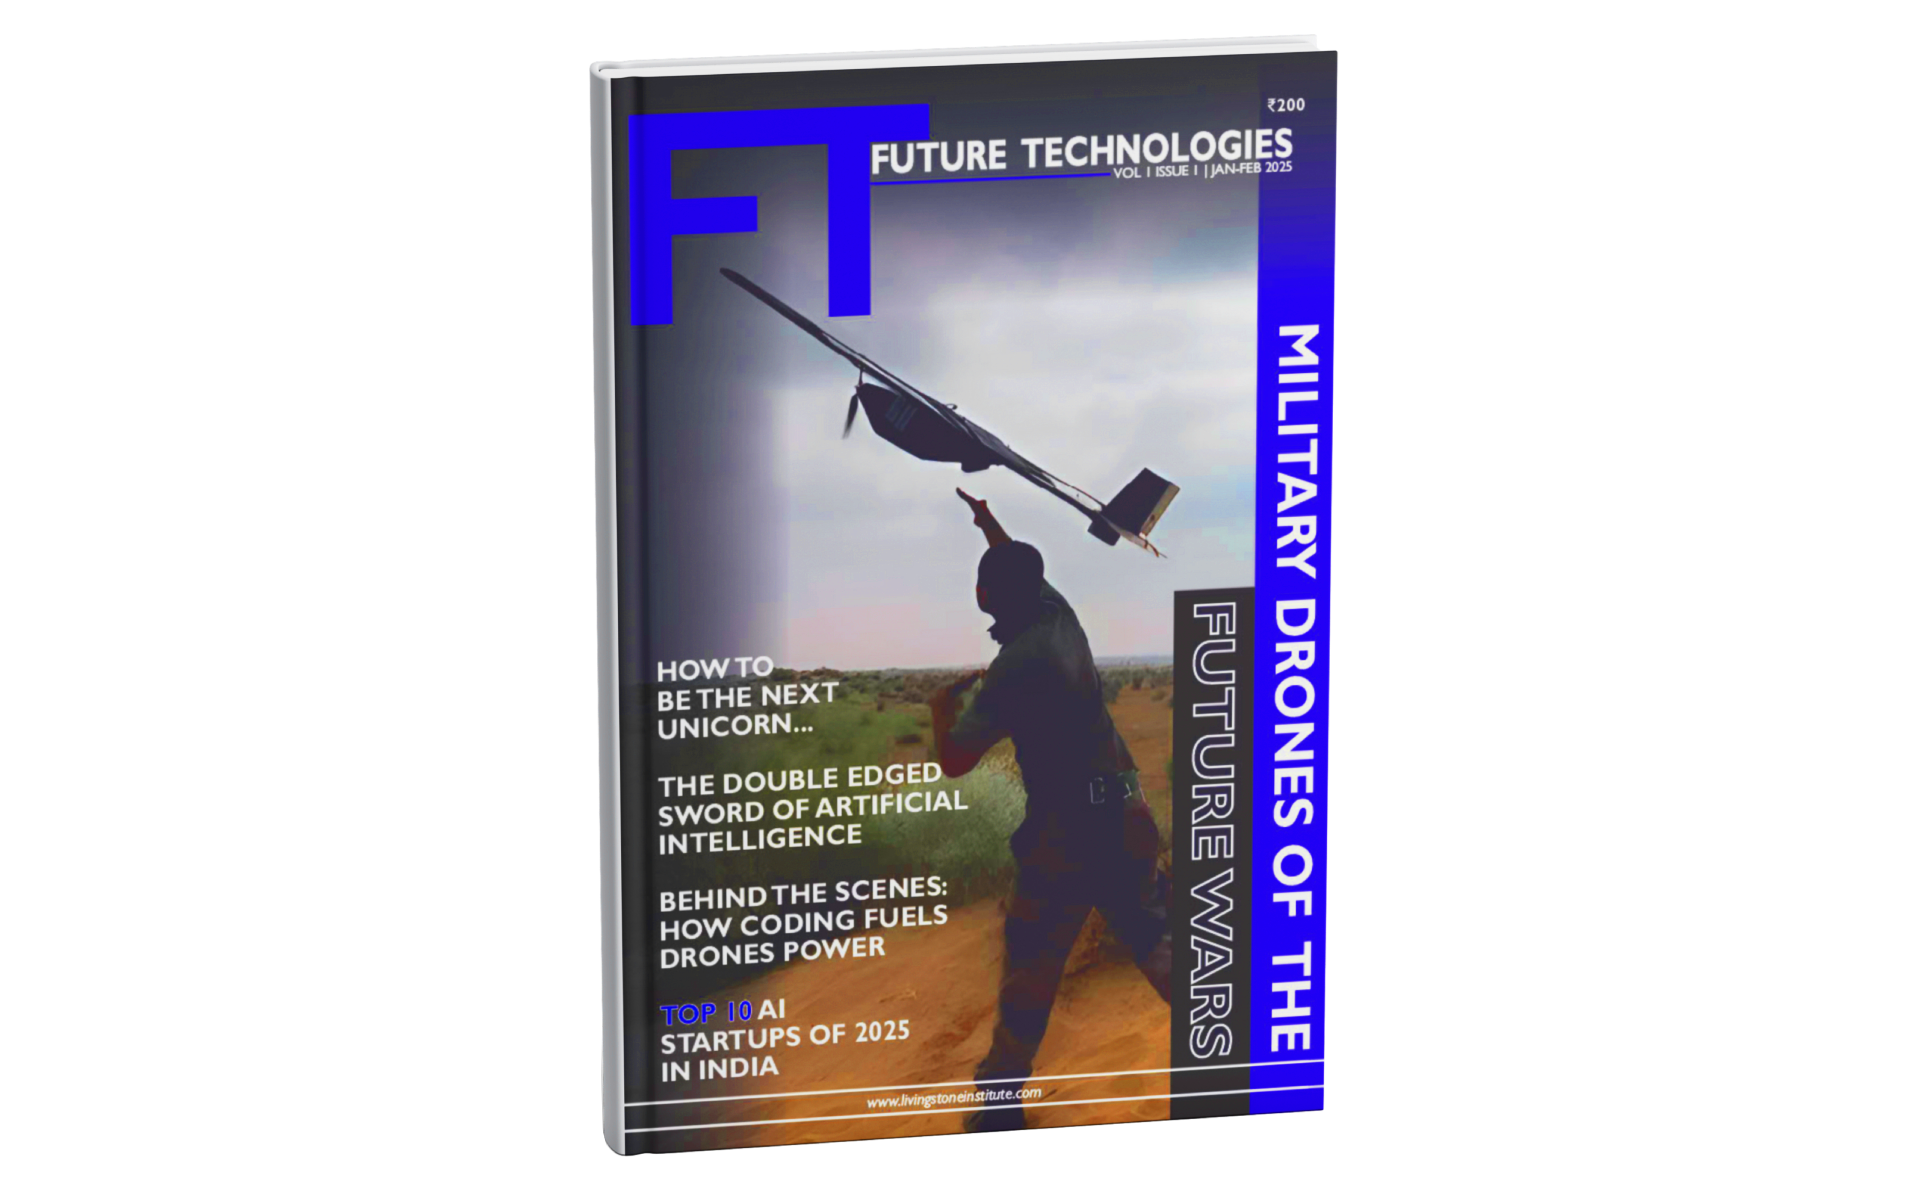 ₹200
FT
FUTURE TECHNOLOGIES
VOL 1 ISSUE 1 | JAN-FEB 2025
MILITARY DRONES OF THE
FUTURE WARS
HOW TO
BE THE NEXT
UNICORN...
THE DOUBLE EDGED
SWORD OF ARTIFICIAL
INTELLIGENCE
BEHIND THE SCENES:
HOW CODING FUELS
DRONES POWER
TOP 10 AI
STARTUPS OF 2025
IN INDIA
www.livingstoneinstitute.com